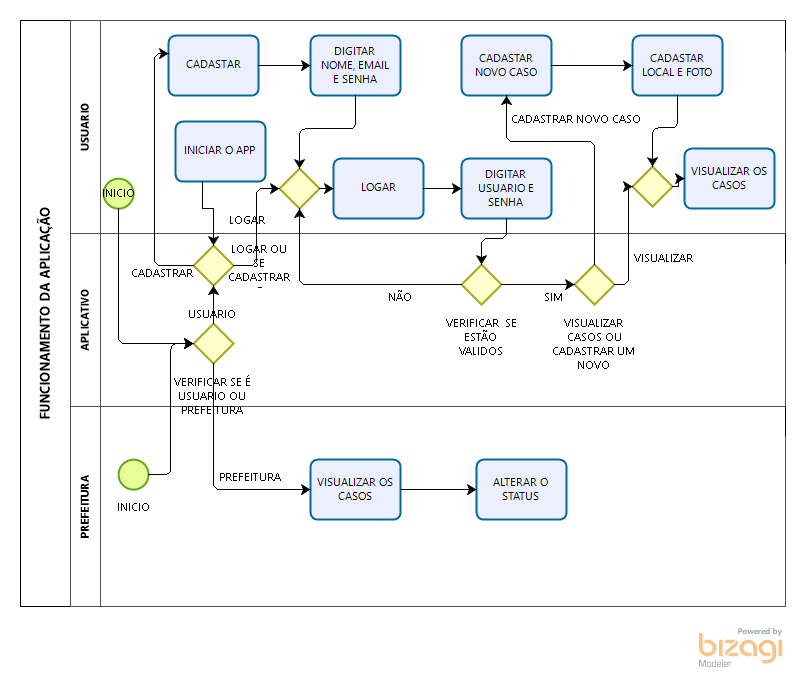 FUNCIONAMENTO DA APLICAÇÃO
USUARIO
CADASTAR
DIGITAR
NOME, EMAIL
E SENHA
CADASTAR
NOVO CASO
CADASTAR
LOCAL E FOTO
CADASTRAR NOVO CASO
INICIAR O APP
LOGAR
DIGITAR
USUARIO E
SENHA
VISUALIZAR OS
CASOS
INICIO
LOGAR
APLICATIVO
LOGAR OU
SE
CADASTRAR
CADASTRAR
VISUALIZAR
NÃO
SIM
USUARIO
VERIFICAR SE
ESTÃO
VALIDOS
VISUALIZAR
CASOS OU
CADASTRAR UM
NOVO
VERIFICAR SE É
USUARIO OU
PREFEITURA
PREFEITURA
PREFEITURA
VISUALIZAR OS
CASOS
ALTERAR O
STATUS
INICIO
Powered by
bizagi
Modeler